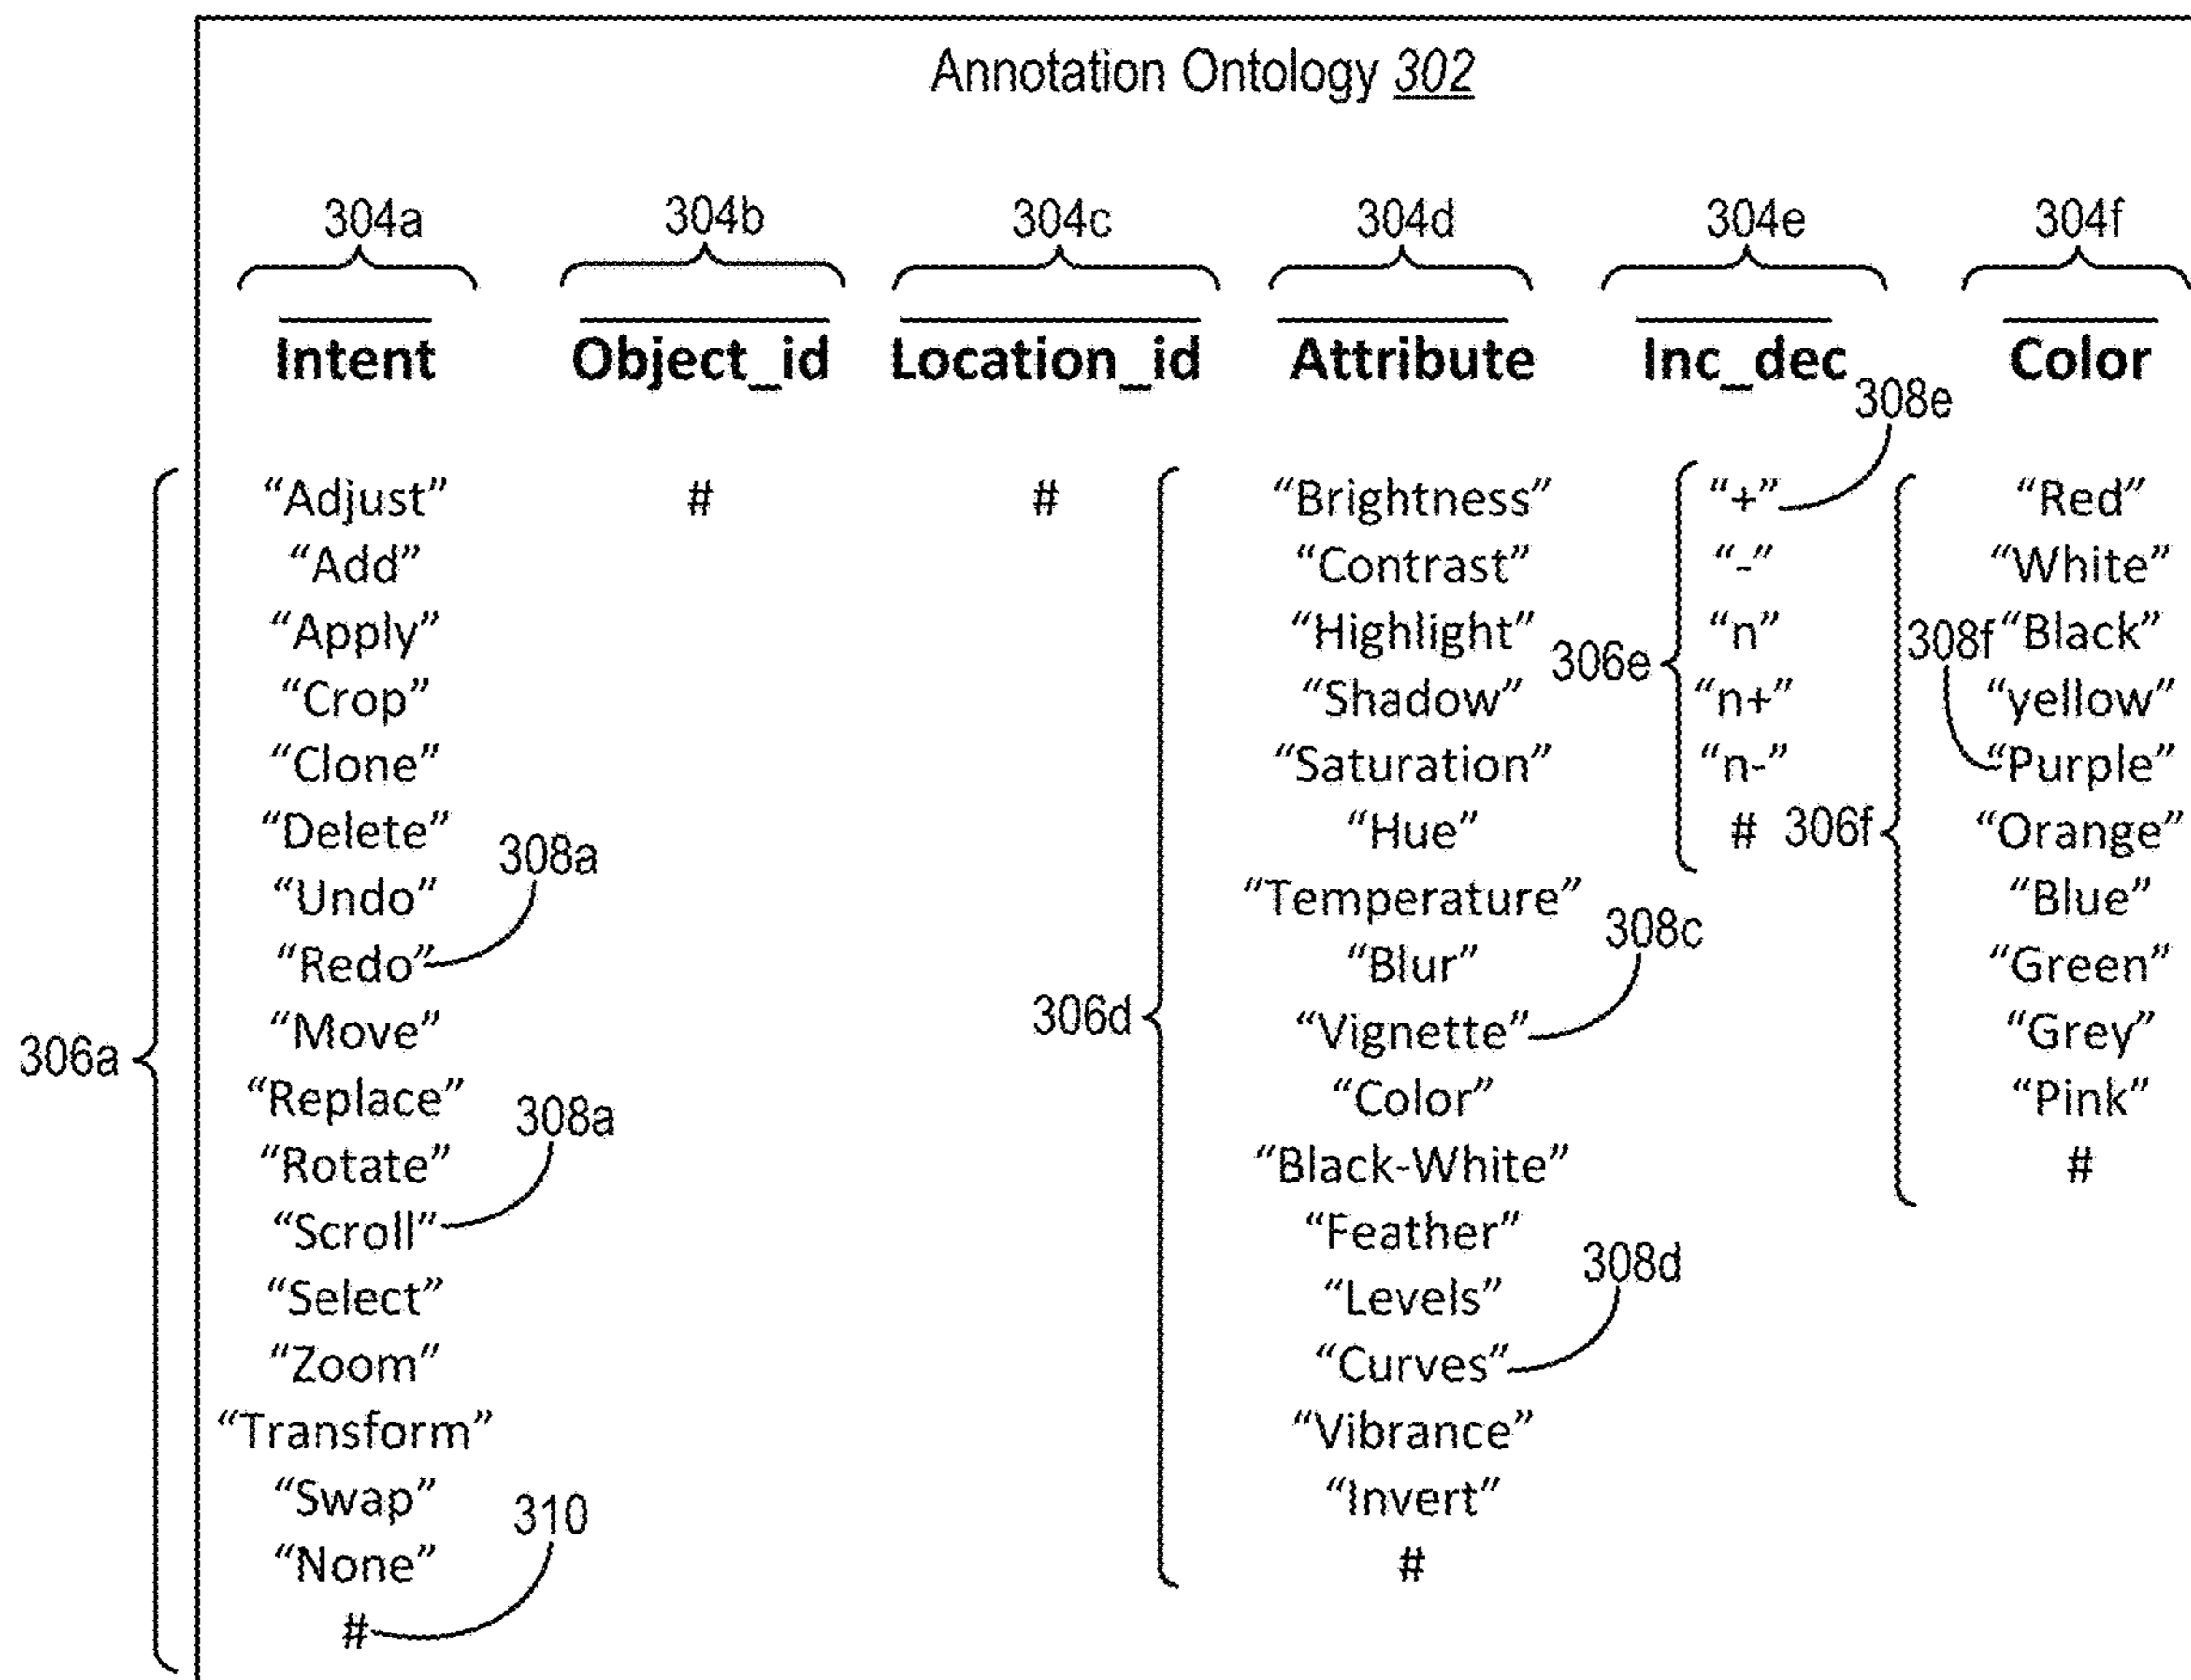 Annotation Ontology 302
304a 304b 304c 304d 304e 304f
Intent Object_id Location_id Attribute Inc_dec Color
308e
“Adjust” # # “Brightness” “+” “Red”
“Add” “Contrast” “-” “White”
“Apply” “Highlight” “n” “Black”
306e 308f
“Crop” “Shadow” “n+” “yellow”
“Clone” “Saturation” “n-” “Purple”
“Delete” “Hue” # 306f “Orange”
308a
“Undo” “Temperature” “Blue”
308c
“Redo” “Blur” “Green”
306a “Move” 306d “Vignette” “Grey”
“Replace” “Color” “Pink”
308a
“Rotate” “Black-White” #
“Scroll” “Feather”
308d
“Select” “Levels”
“Zoom” “Curves”
“Transform” “Vibrance”
“Swap” “Invert”
310
“None” #
#